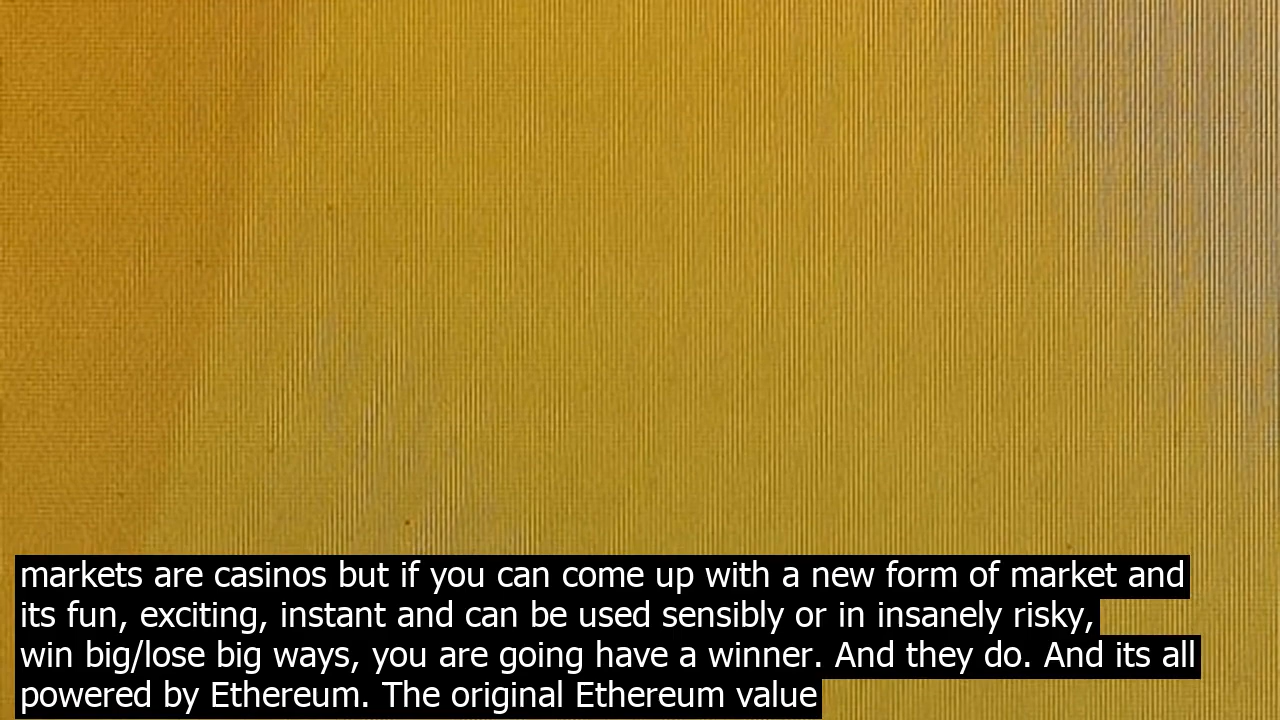 markets are casinos but if you can come up with a new form of market and
its fun, exciting, instant and can be used sensibly or in insanely risky,
win big/lose big ways, you are going have a winner. And they do. And its all
powered by Ethereum. The original Ethereum value